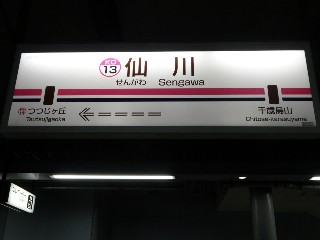 KO
13
仙川
せんがわ Sengawa
つつじヶ丘
Tsutsujigaoka
千歳烏山
Chitose-karasuyama